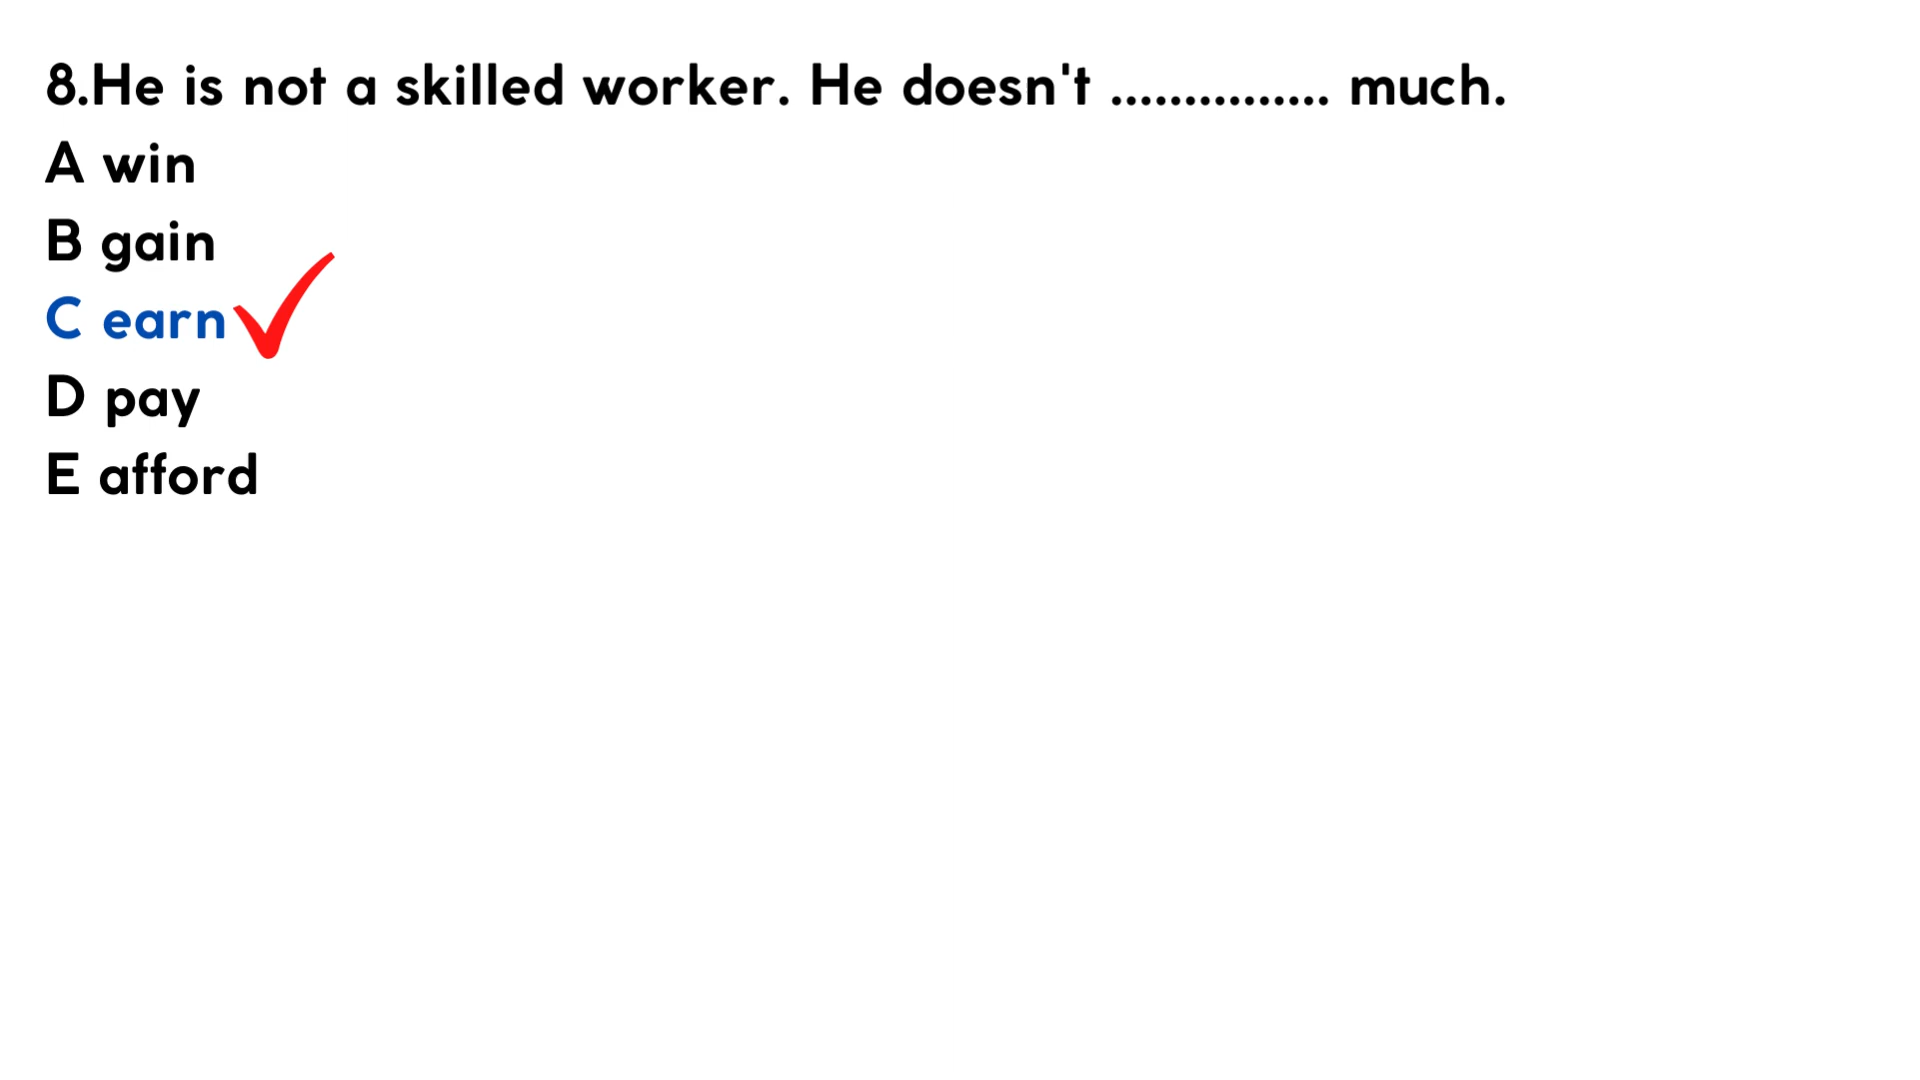 8.He is not a skilled worker. He doesn't ............... much.
A win
B gain
C earn
D pay
E afford